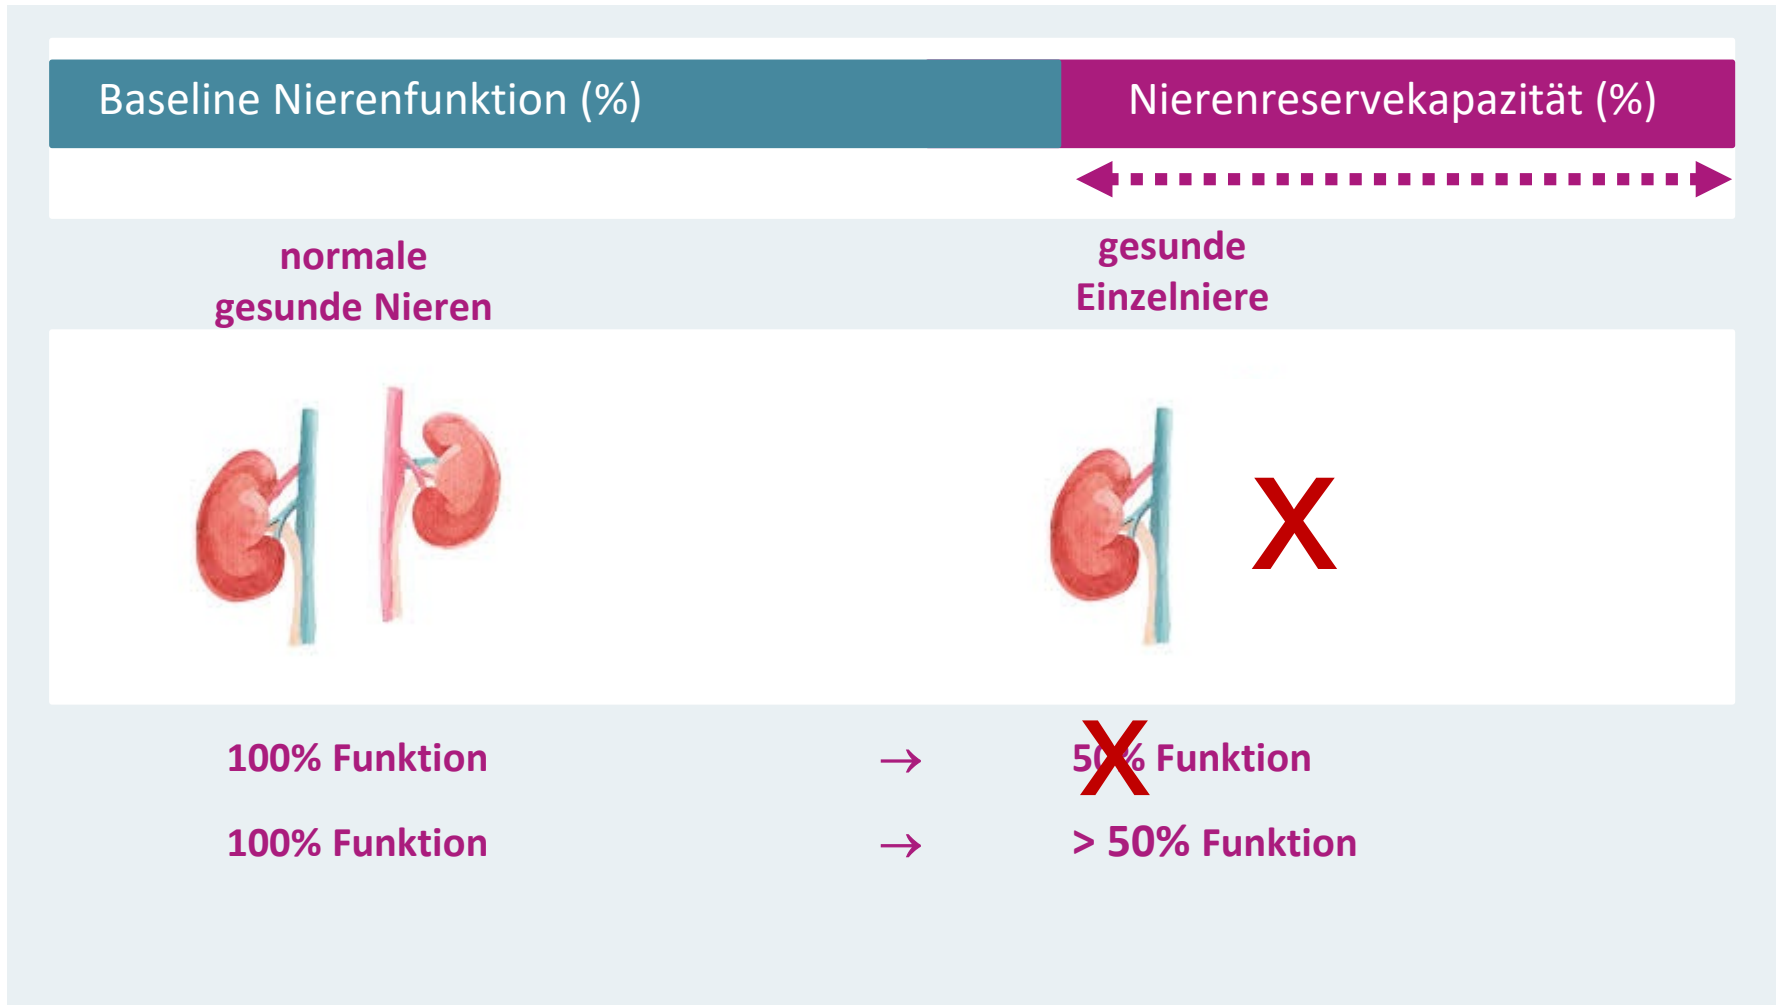 Baseline Nierenfunktion (%)
Nierenreservekapazität (%)
normale
gesunde Nieren
gesunde
Einzelniere
X
100% Funktion → 50% Funktion
X
100% Funktion → > 50% Funktion